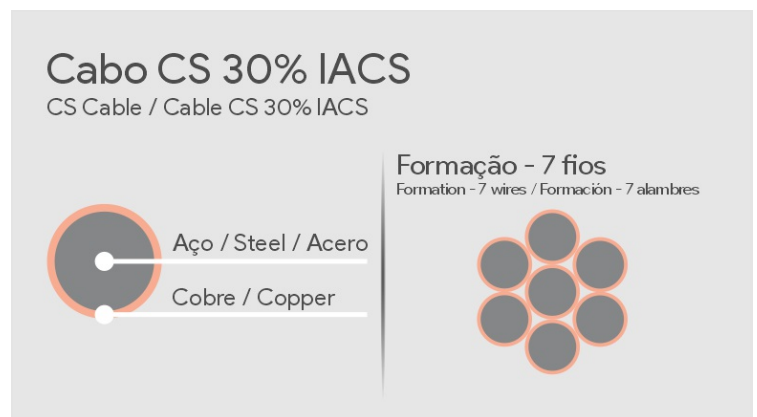 Cabo CS 30% IACS
CS Cable / Cable CS 30% IACS
Formação - 7 fios
Formation - 7 wires / Formación - 7 alambres
Aço / Steel / Acero
Cobre / Copper